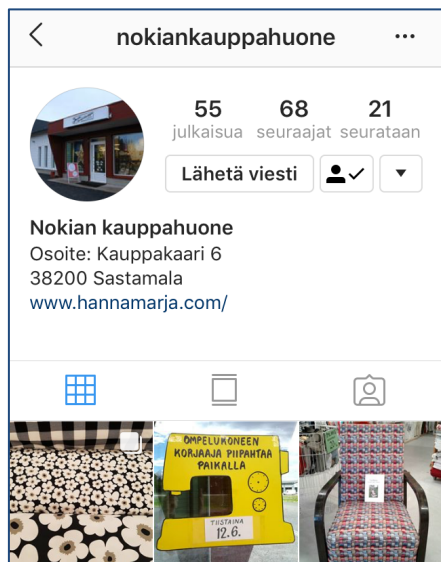 nokiankauppahuone
55 68 21
julkaisua seuraajat seurataan
Lähetä viesti
Nokian kauppahuone
Osoite: Kauppakaari 6
38200 Sastamala
www.hannamarja.com/
OMPELUKONEEN
KORJAAJA PIIPAHTAA
PAIKALLA
TIISTAINA
12.6.